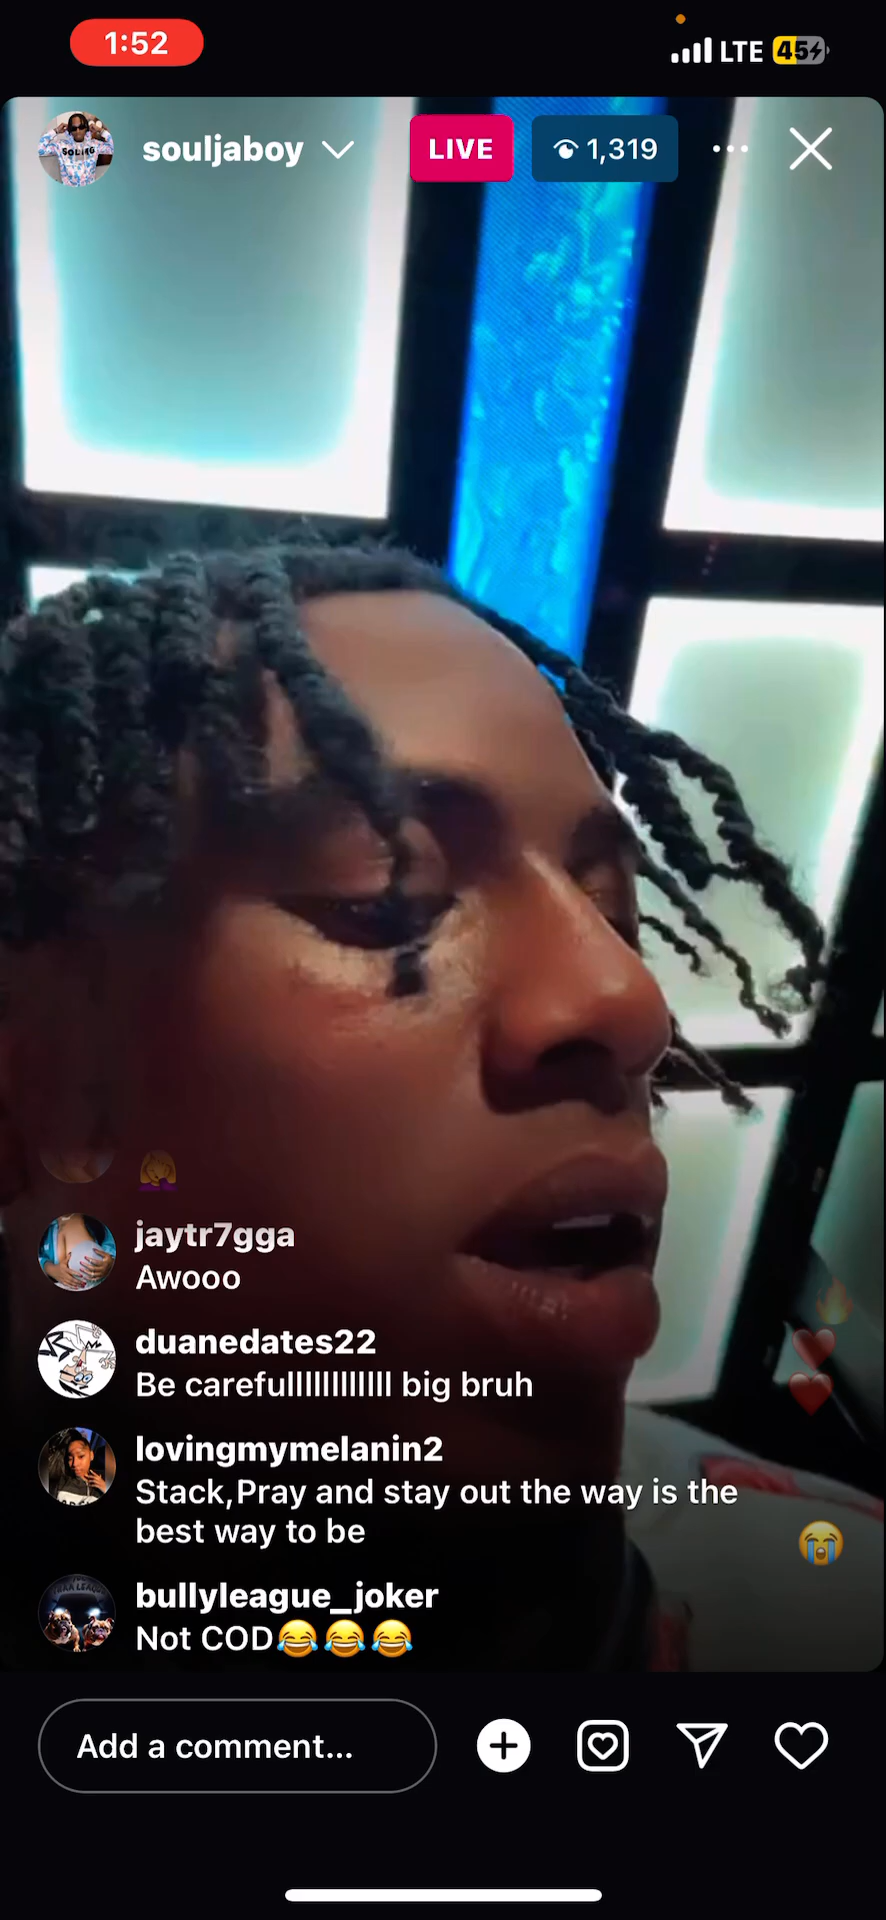 1:52
LTE 45
souljaboy LIVE 1,319
jaytr7gga
Awooo
duanedates22
Be carefulllllllllllll big bruh
lovingmymelanin2
Stack,Pray and stay out the way is the
best way to be
bullyleague_joker
Not COD😂😂😂
Add a comment...